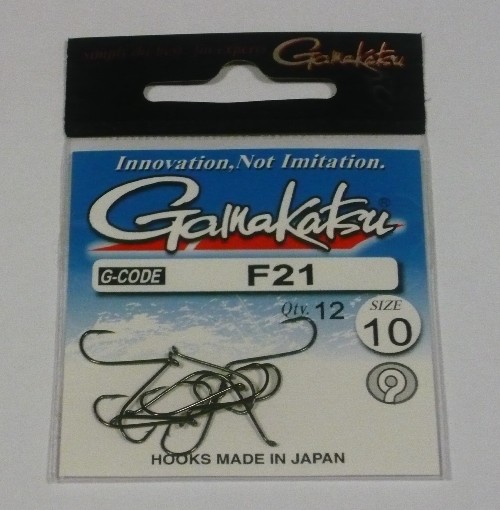 Gamakatsu
Innovation, Not Imitation.
Gamakatsu®
G-CODE F21
Qty. 12 SIZE
10
HOOKS MADE IN JAPAN